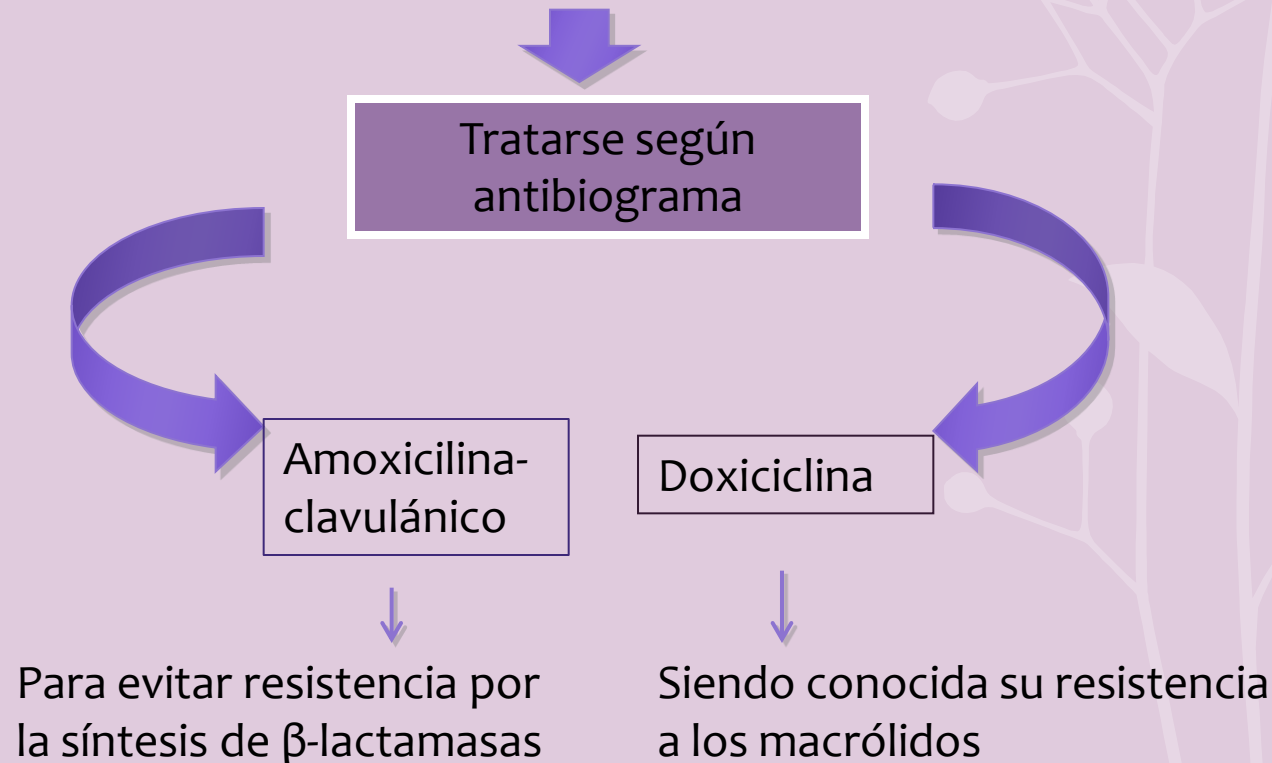 Tratarse según
antibiograma
Amoxicilina-
clavulánico
Doxiciclina
Para evitar resistencia por
la síntesis de β-lactamasas
Siendo conocida su resistencia
a los macrólidos